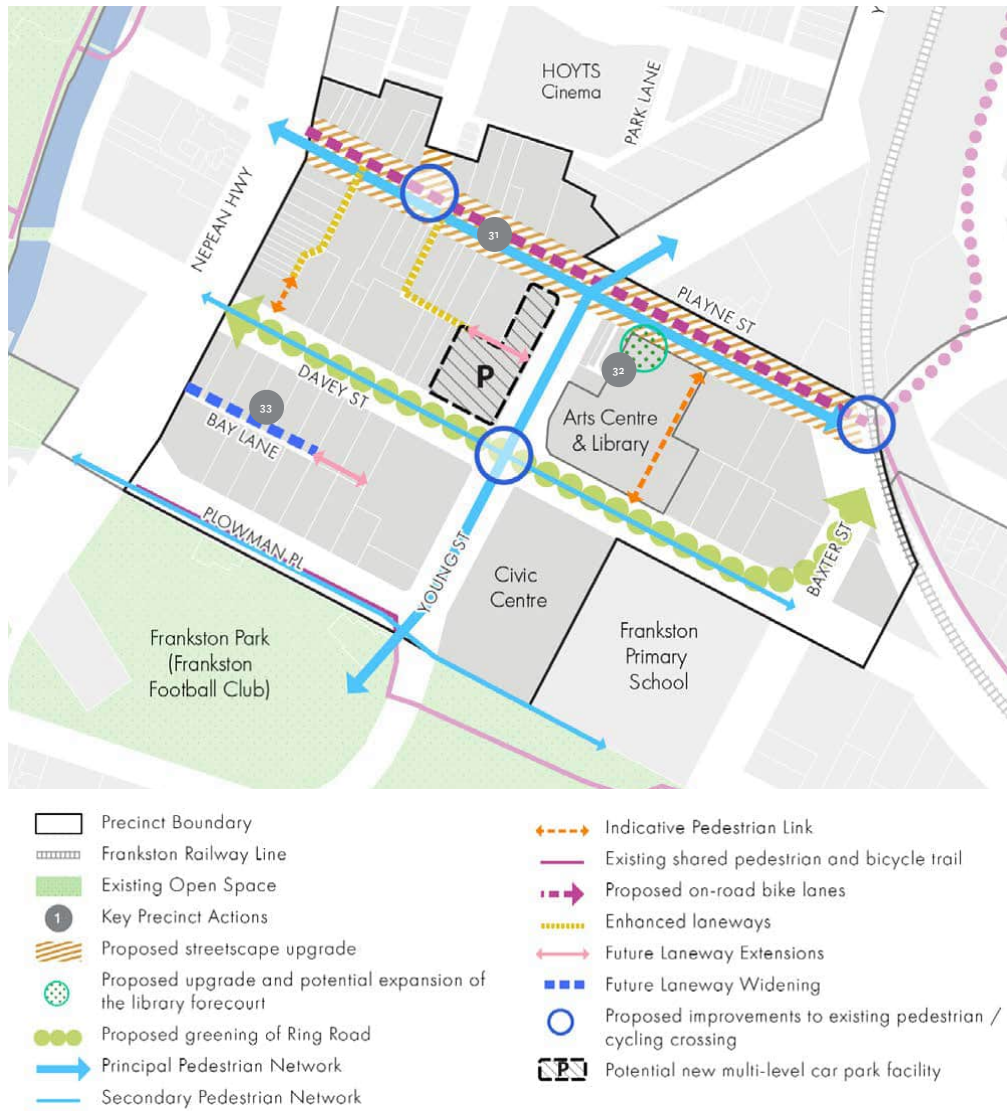 HOYTS
Cinema
PARK LANE
Y
NEPEAN HWY
31
PLAYNE ST
32
DAVEY ST
P
33
BAY LANE
Arts Centre
& Library
PLOWMAN PL
YOUNG ST
Civic
Centre
BAXTER ST
Frankston Park
(Frankston
Football Club)
Frankston
Primary
School
Precinct Boundary
Frankston Railway Line
Existing Open Space
1
Key Precinct Actions
Proposed streetscape upgrade
Proposed upgrade and potential expansion of
the library forecourt
Proposed greening of Ring Road
Principal Pedestrian Network
Secondary Pedestrian Network
Indicative Pedestrian Link
Existing shared pedestrian and bicycle trail
Proposed on-road bike lanes
Enhanced laneways
Future Laneway Extensions
Future Laneway Widening
Proposed improvements to existing pedestrian /
cycling crossing
P
Potential new multi-level car park facility